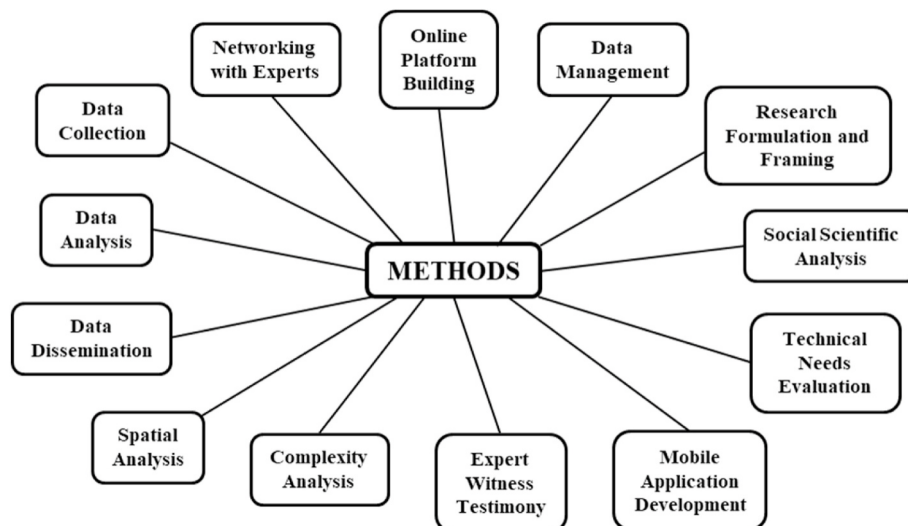 Networking
with Experts
Online
Platform
Building
Data
Management
Data
Collection
Research
Formulation and
Framing
Data
Analysis
Social Scientific
Analysis
METHODS
Data
Dissemination
Technical
Needs
Evaluation
Spatial
Analysis
Complexity
Analysis
Expert
Witness
Testimony
Mobile
Application
Development